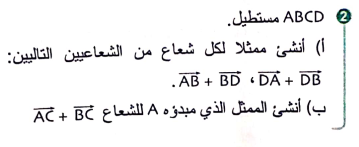 2 ABCD مستطيل.
أ) أنشئ ممثلا لكل شعاع من الشعاعيين التاليين:
$\overrightarrow{AB} + \overrightarrow{BD}$ ، $\overrightarrow{DA} + \overrightarrow{DB}$.
ب) أنشئ الممثل الذي مبدؤه A للشعاع $\overrightarrow{AC} + \overrightarrow{BC}$